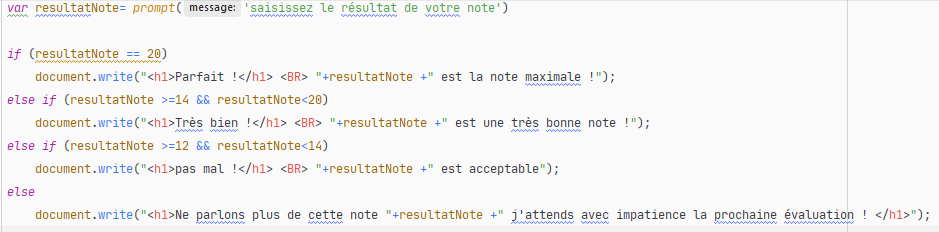 var resultatNote= prompt( message: 'saisissez le résultat de votre note')
if (resultatNote == 20)
document.write("<h1>Parfait !</h1> <BR> "+resultatNote +" est la note maximale !");
else if (resultatNote >=14 && resultatNote<20)
document.write("<h1>Très bien !</h1> <BR> "+resultatNote +" est une très bonne note !");
else if (resultatNote >=12 && resultatNote<14)
document.write("<h1>pas mal !</h1> <BR> "+resultatNote +" est acceptable");
else
document.write("<h1>Ne parlons plus de cette note "+resultatNote +" j'attends avec impatience la prochaine évaluation ! </h1>");